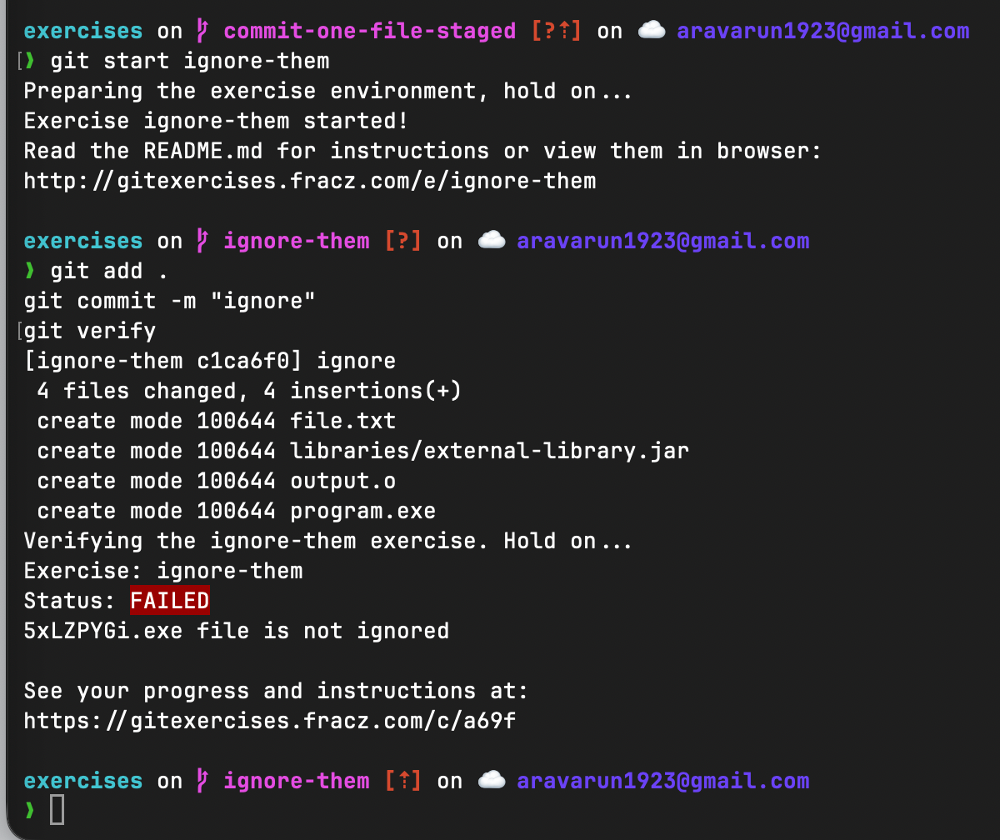 exercises on commit-one-file-staged [?⇡] on ☁️ aravarun1923@gmail.com
[❯ git start ignore-them
Preparing the exercise environment, hold on...
Exercise ignore-them started!
Read the README.md for instructions or view them in browser:
http://gitexercises.fracz.com/e/ignore-them
exercises on ignore-them [?] on ☁️ aravarun1923@gmail.com
❯ git add .
git commit -m "ignore"
[git verify
[ignore-them c1ca6f0] ignore
 4 files changed, 4 insertions(+)
 create mode 100644 file.txt
 create mode 100644 libraries/external-library.jar
 create mode 100644 output.o
 create mode 100644 program.exe
Verifying the ignore-them exercise. Hold on...
Exercise: ignore-them
Status: FAILED
5xLZPYGi.exe file is not ignored
See your progress and instructions at:
https://gitexercises.fracz.com/c/a69f
exercises on ignore-them [⇡] on ☁️ aravarun1923@gmail.com
❯